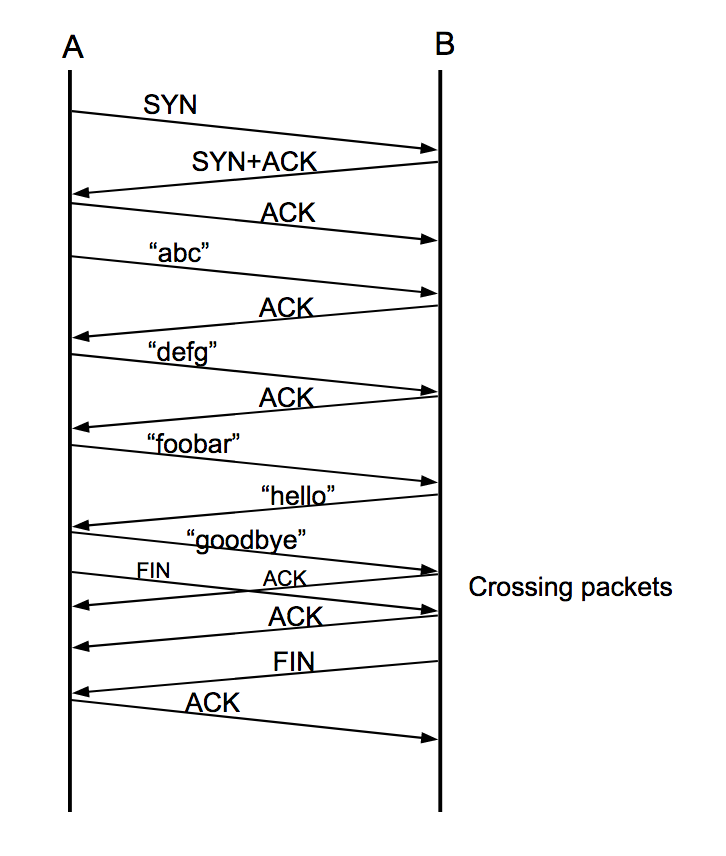 A
B
SYN
SYN+ACK
ACK
“abc”
ACK
“defg”
ACK
“foobar”
“hello”
“goodbye”
FIN
ACK
Crossing packets
ACK
FIN
ACK